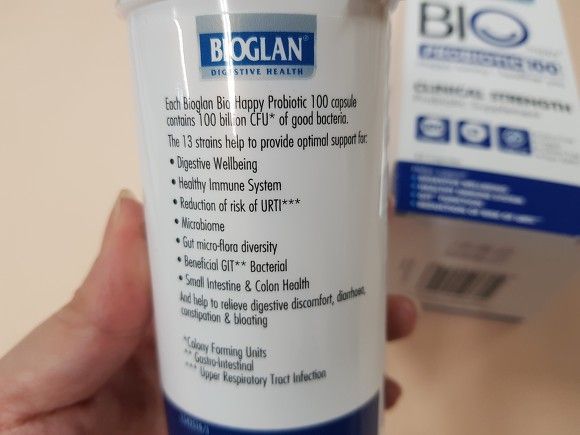 BIOGLAN®
DIGESTIVE HEALTH
Each Bioglan Bio Happy Probiotic 100 capsule
contains 100 billion CFU* of good bacteria.
The 13 strains help to provide optimal support for:
• Digestive Wellbeing
• Healthy Immune System
• Reduction of risk of URTI***
• Microbiome
• Gut micro-flora diversity
• Beneficial GIT** Bacterial
• Small Intestine & Colon Health
And help to relieve digestive discomfort, diarrhoea,
constipation & bloating
*Colony Forming Units
** Gastro-Intestinal
*** Upper Respiratory Tract Infection
BIO
PROBIOTIC 100
CLINICAL STRENGTH